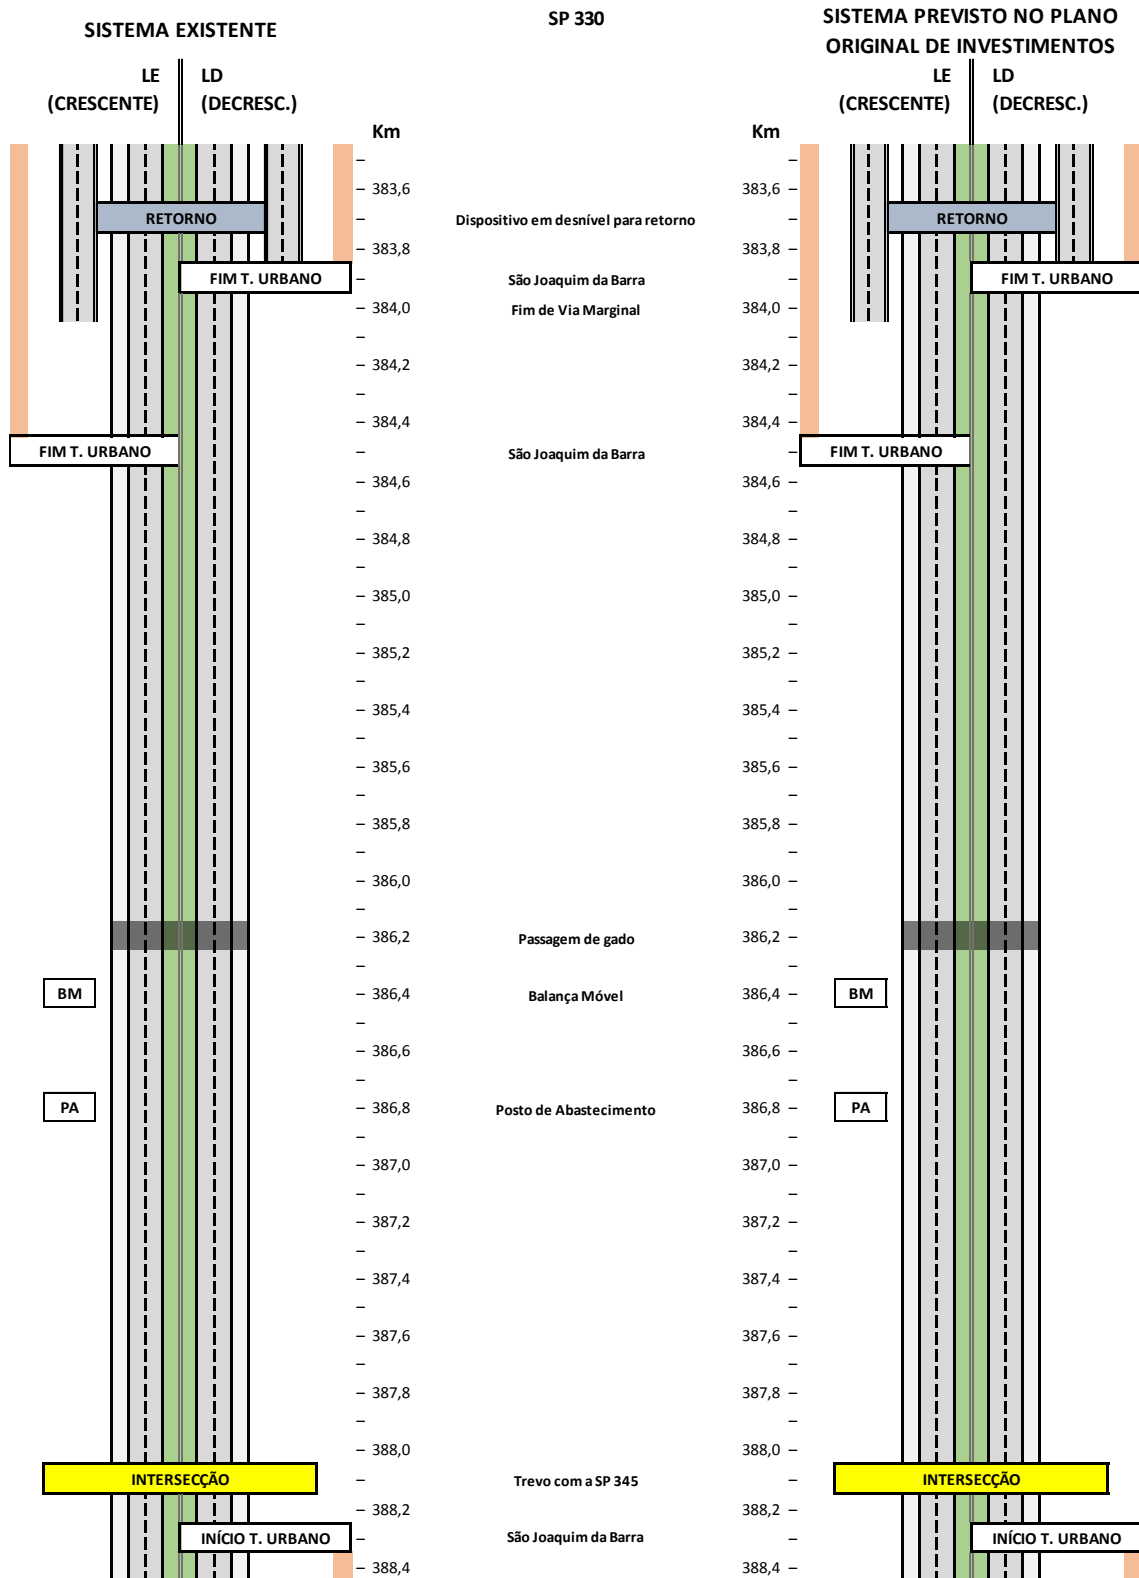 SISTEMA EXISTENTE
SP 330
SISTEMA PREVISTO NO PLANO
ORIGINAL DE INVESTIMENTOS
LE LD
(CRESCENTE) (DECRESC.)
LE LD
(CRESCENTE) (DECRESC.)
Km Km
– –
– 383,6 383,6 –
RETORNO – Dispositivo em desnível para retorno – RETORNO
– 383,8 383,8 –
FIM T. URBANO – São Joaquim da Barra – FIM T. URBANO
– 384,0 Fim de Via Marginal 384,0 –
– –
– 384,2 384,2 –
– –
– 384,4 384,4 –
FIM T. URBANO – São Joaquim da Barra – FIM T. URBANO
– 384,6 384,6 –
– –
– 384,8 384,8 –
– –
– 385,0 385,0 –
– –
– 385,2 385,2 –
– –
– 385,4 385,4 –
– –
– 385,6 385,6 –
– –
– 385,8 385,8 –
– –
– 386,0 386,0 –
– –
– 386,2 Passagem de gado 386,2 –
– –
BM – 386,4 Balança Móvel 386,4 – BM
– –
– 386,6 386,6 –
– –
PA – 386,8 Posto de Abastecimento 386,8 – PA
– –
– 387,0 387,0 –
– –
– 387,2 387,2 –
– –
– 387,4 387,4 –
– –
– 387,6 387,6 –
– –
– 387,8 387,8 –
– –
– 388,0 388,0 –
INTERSECÇÃO – Trevo com a SP 345 – INTERSECÇÃO
– 388,2 388,2 –
INÍCIO T. URBANO – São Joaquim da Barra – INÍCIO T. URBANO
– 388,4 388,4 –